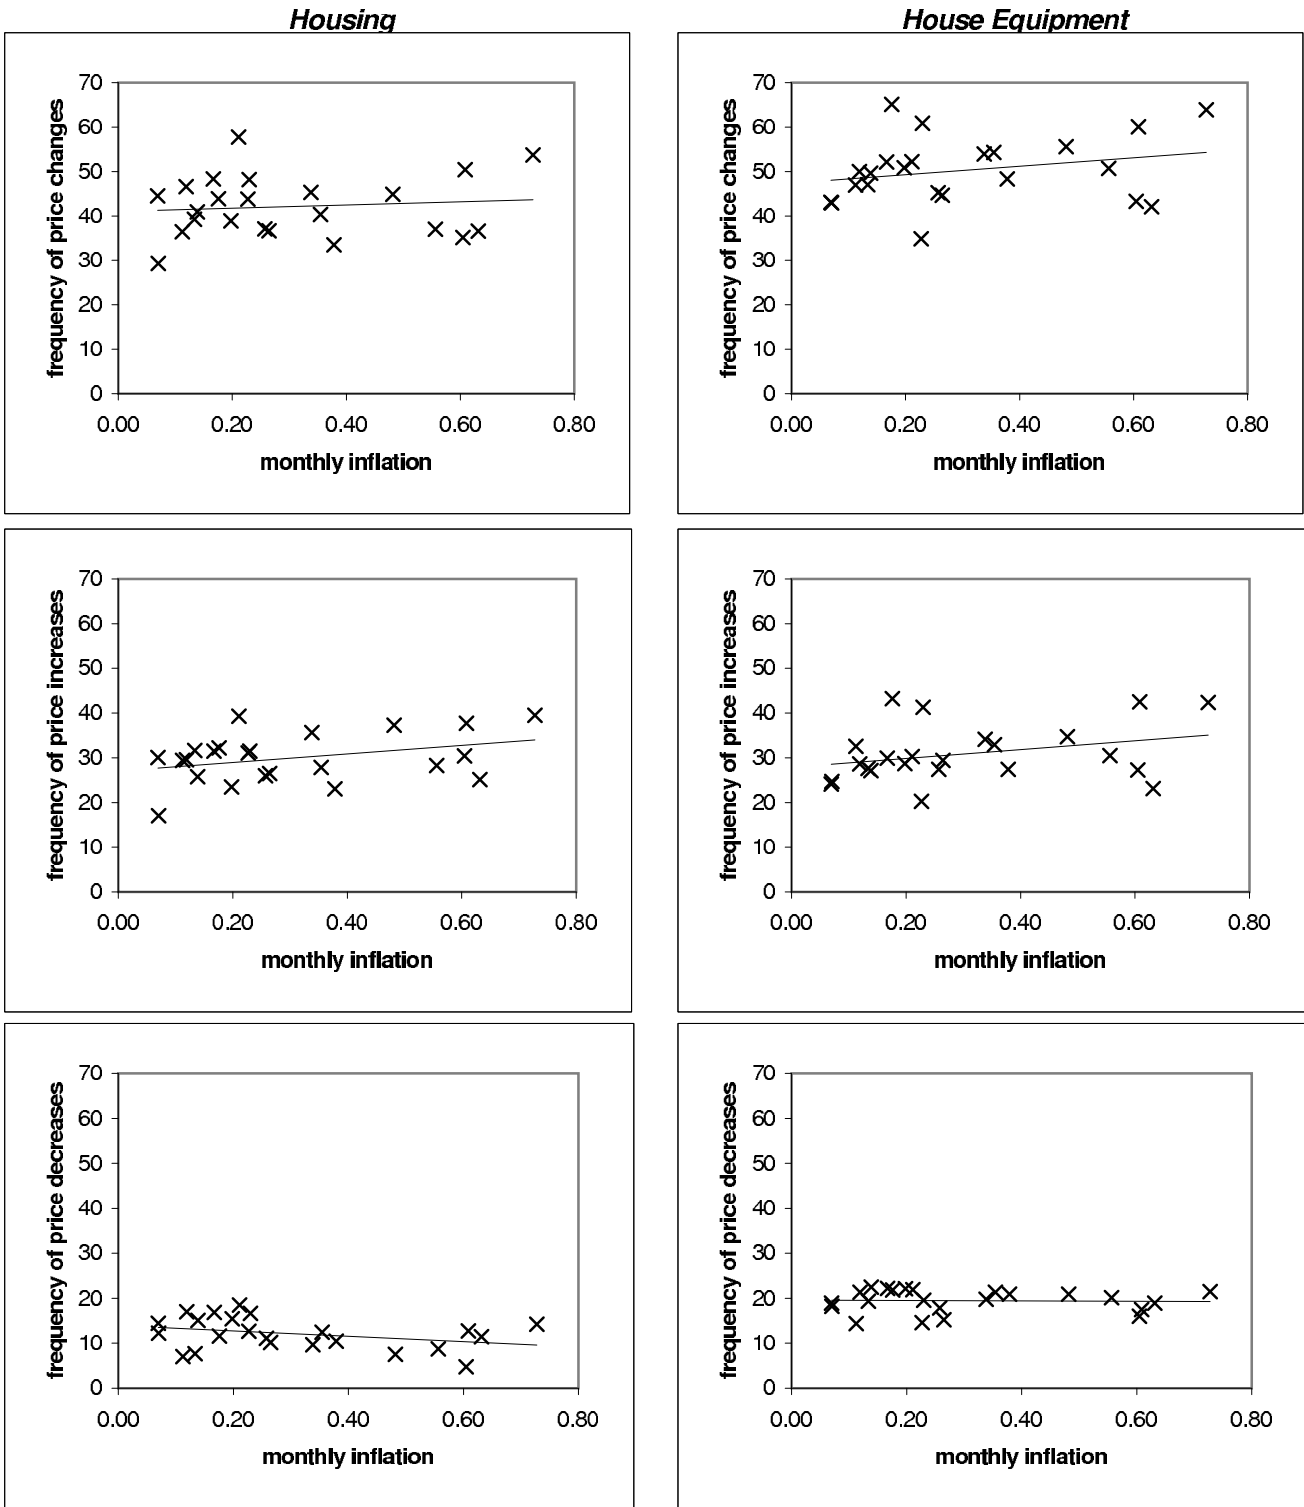 Housing
House Equipment
frequency of price changes
70
60
50
40
30
20
10
0
0.00 0.20 0.40 0.60 0.80
monthly inflation
frequency of price changes
70
60
50
40
30
20
10
0
0.00 0.20 0.40 0.60 0.80
monthly inflation
frequency of price increases
70
60
50
40
30
20
10
0
0.00 0.20 0.40 0.60 0.80
monthly inflation
frequency of price increases
70
60
50
40
30
20
10
0
0.00 0.20 0.40 0.60 0.80
monthly inflation
frequency of price decreases
70
60
50
40
30
20
10
0
0.00 0.20 0.40 0.60 0.80
monthly inflation
frequency of price decreases
70
60
50
40
30
20
10
0
0.00 0.20 0.40 0.60 0.80
monthly inflation